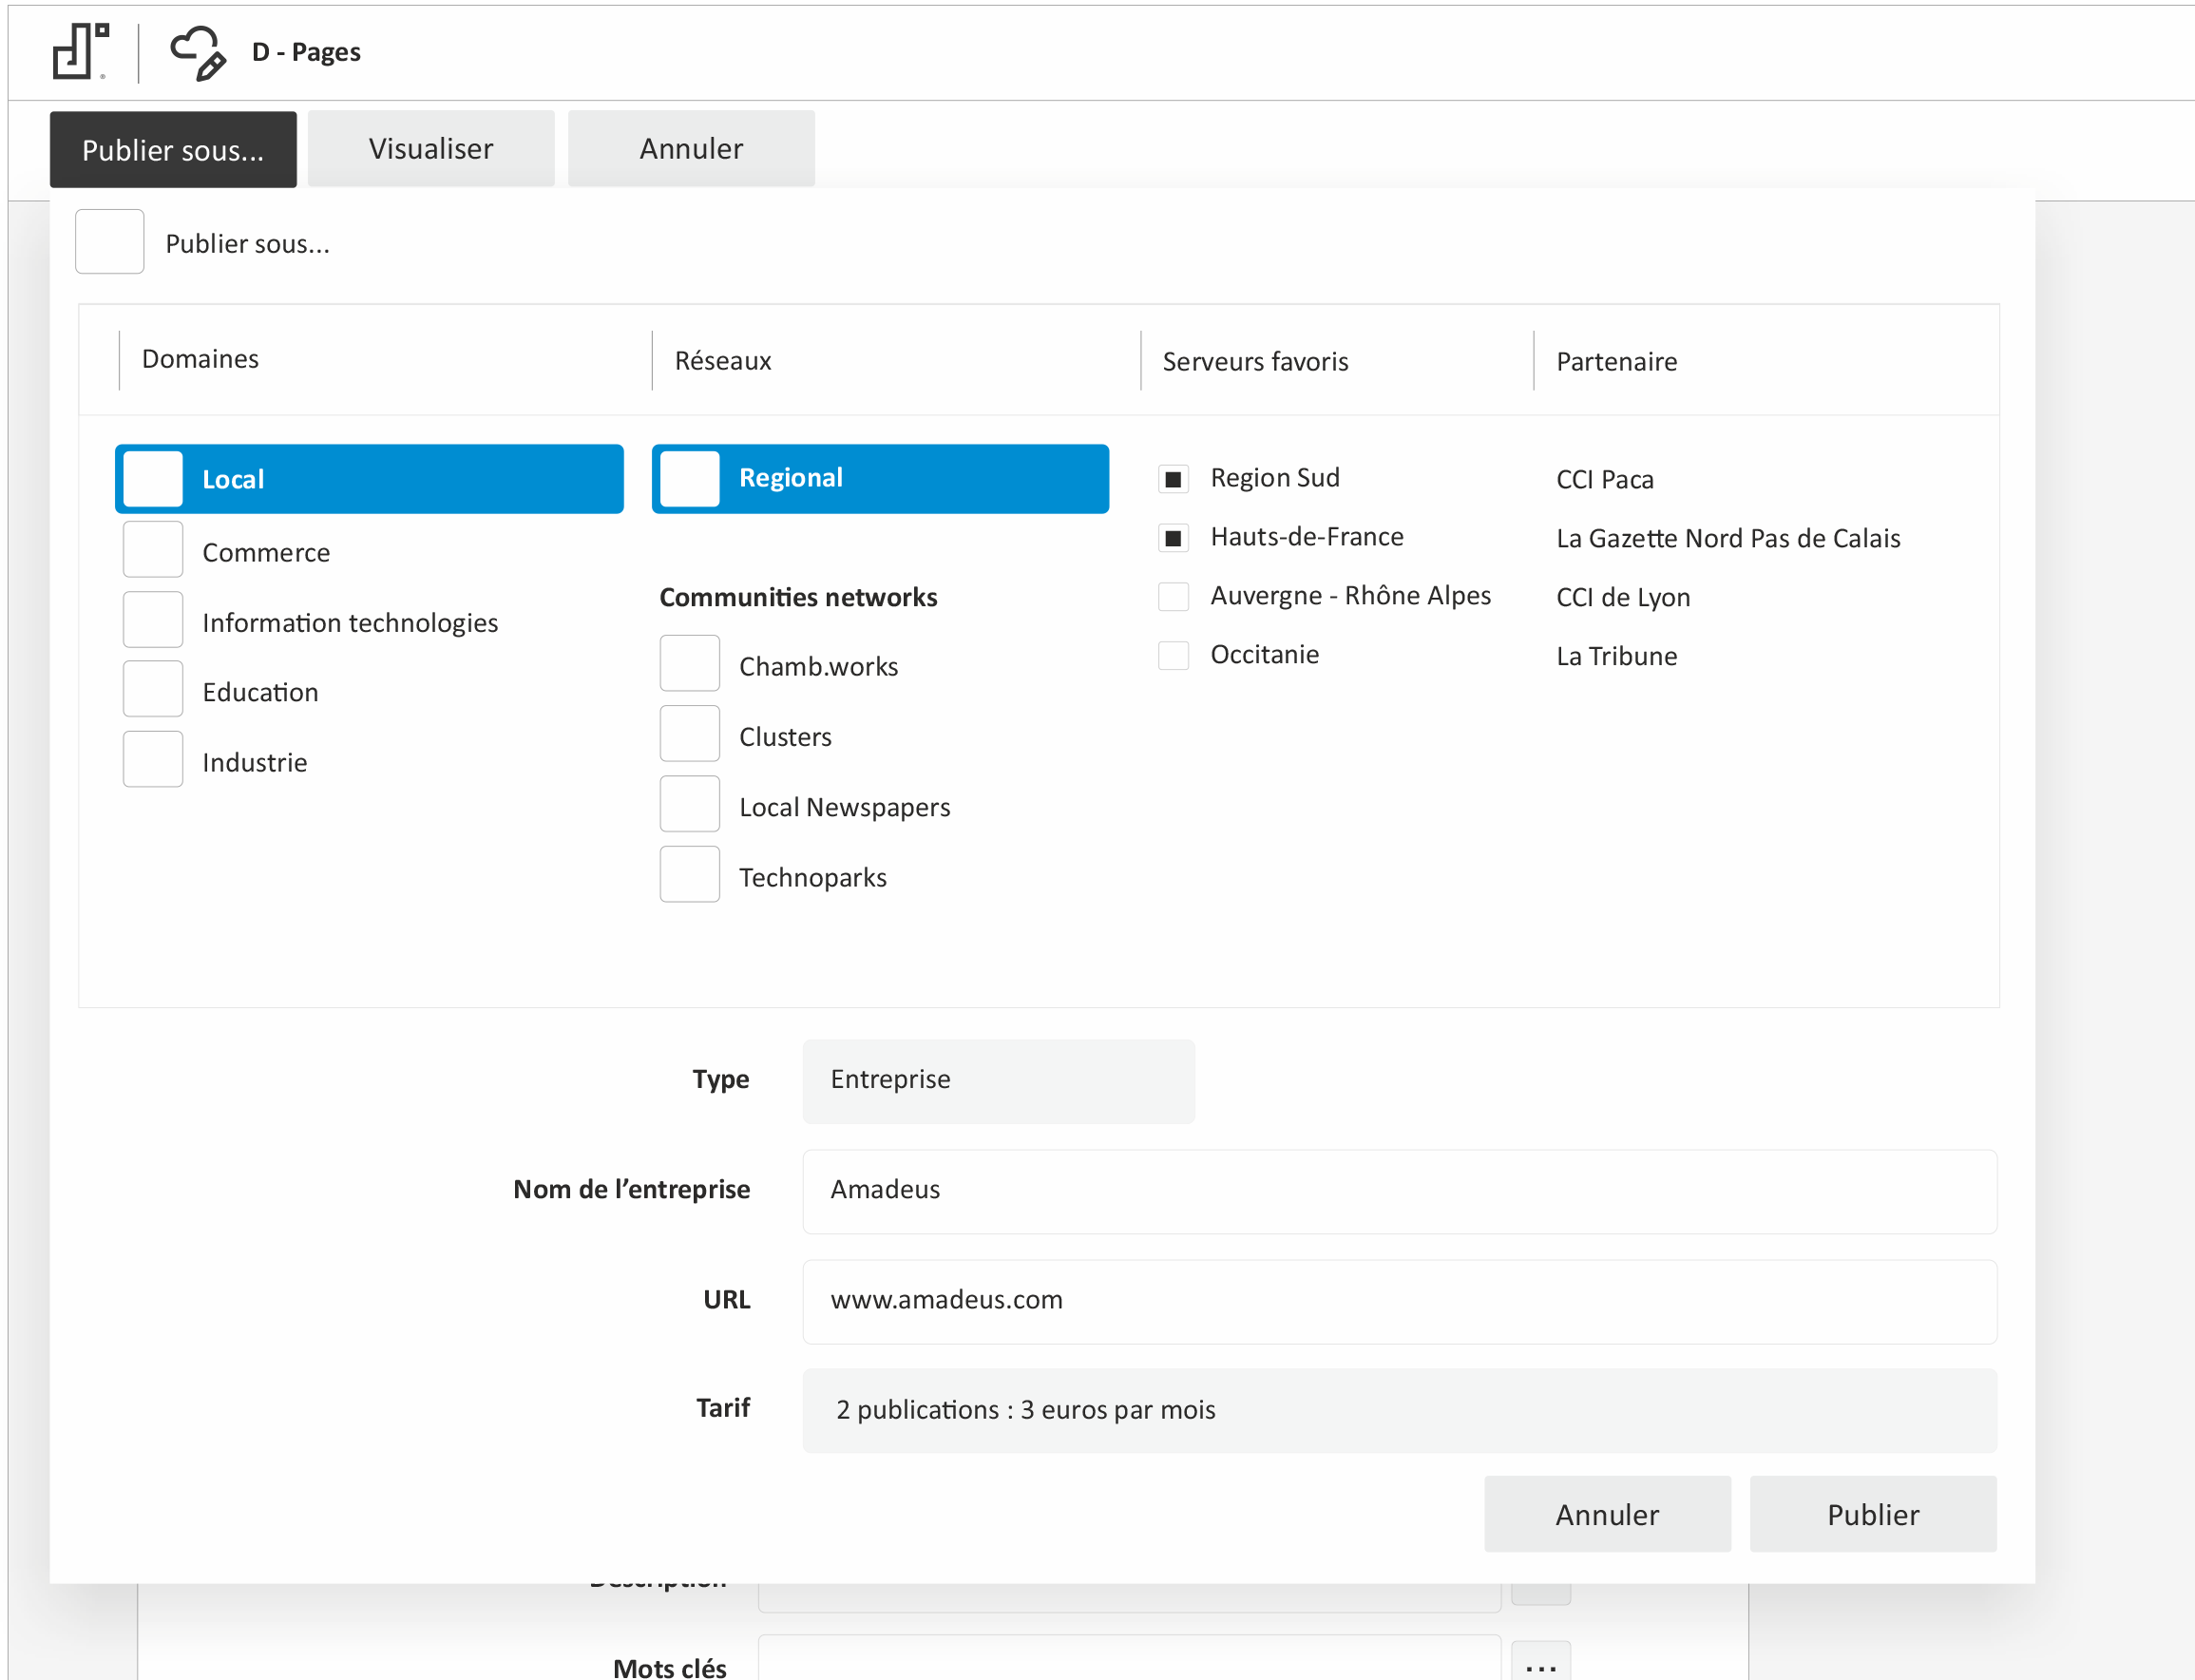 D - Pages
Publier sous...
Visualiser
Annuler
Publier sous...
Domaines
Réseaux
Serveurs favoris
Partenaire
Local
Commerce
Information technologies
Education
Industrie
Regional
Communities networks
Chamb.works
Clusters
Local Newspapers
Technoparks
Region Sud
CCI Paca
Hauts-de-France
La Gazette Nord Pas de Calais
Auvergne - Rhône Alpes
CCI de Lyon
Occitanie
La Tribune
Type
Entreprise
Nom de l’entreprise
Amadeus
URL
www.amadeus.com
Tarif
2 publications : 3 euros par mois
Annuler
Publier
Description
Mots clés
...